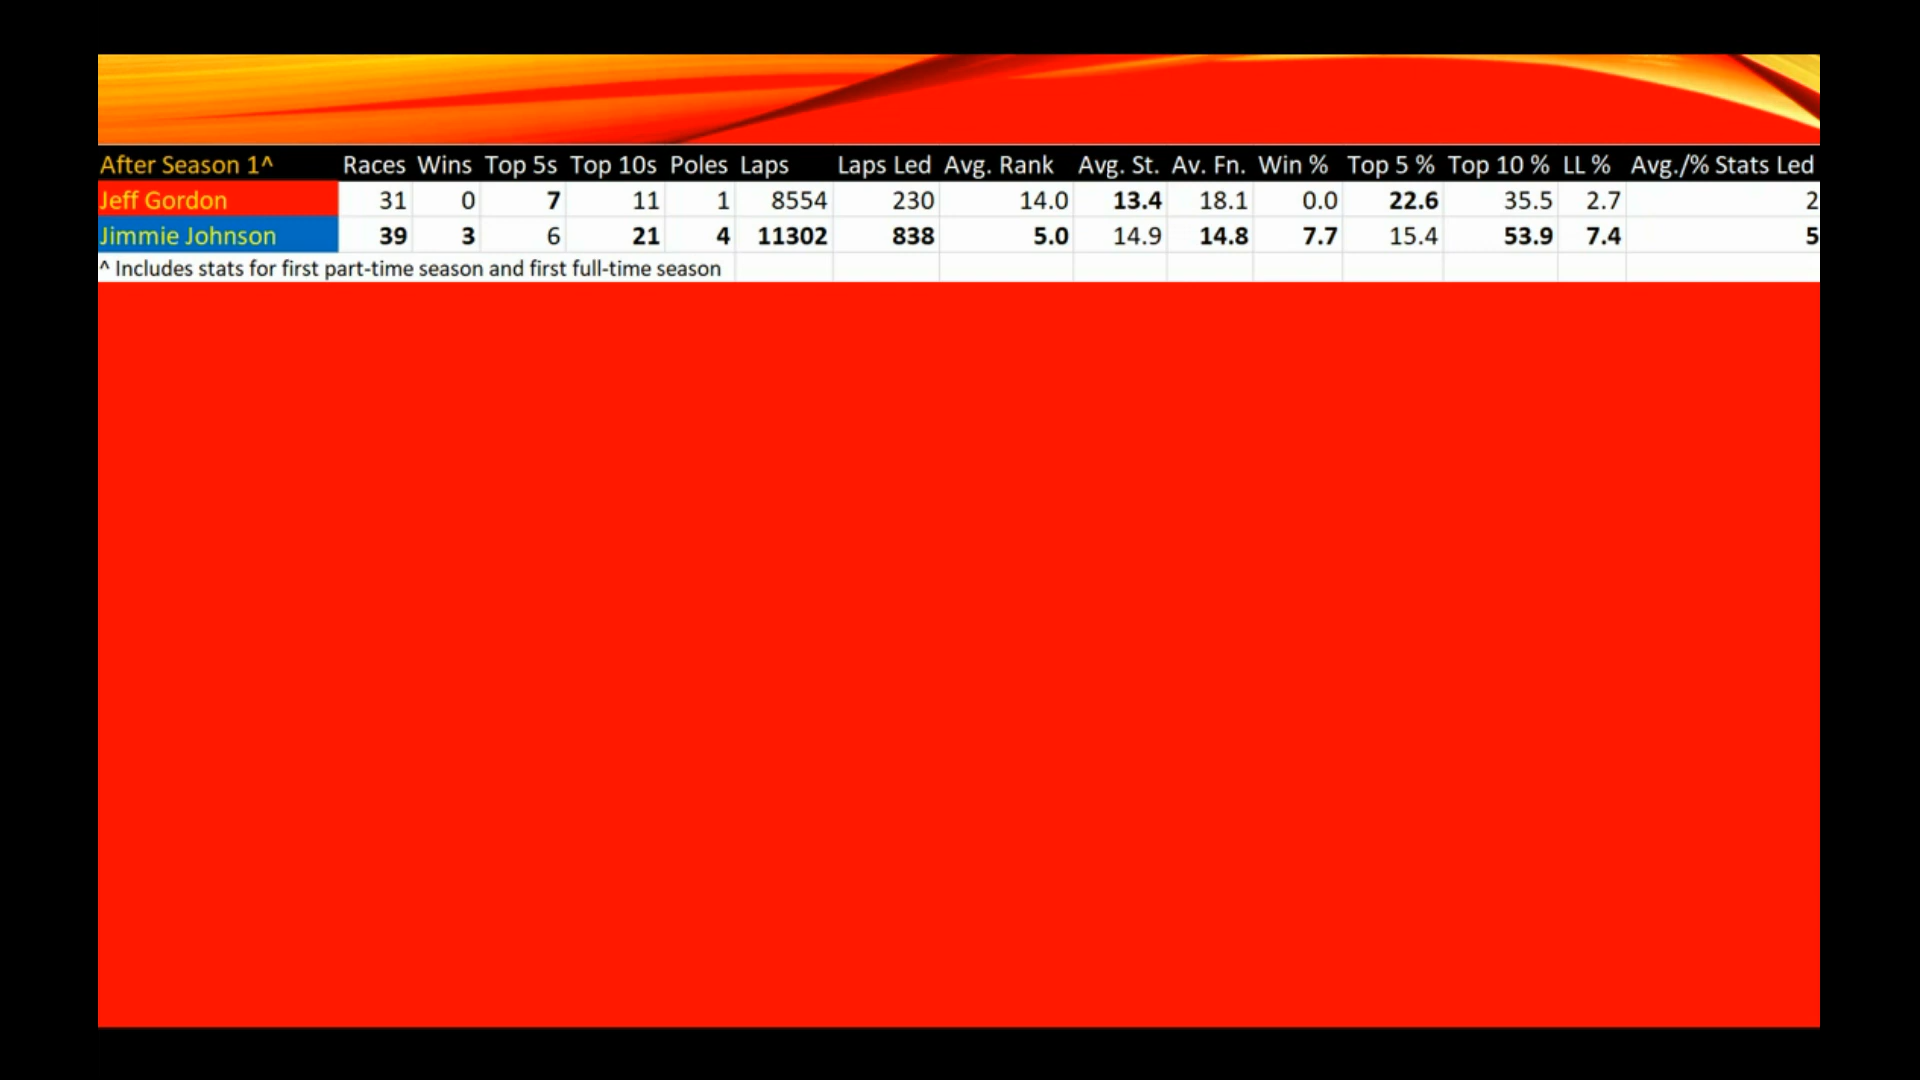 After Season 1^ Races Wins Top 5s Top 10s Poles Laps Laps Led Avg. Rank Avg. St. Av. Fn. Win % Top 5 % Top 10 % LL % Avg./% Stats Led
Jeff Gordon 31 0 7 11 1 8554 230 14.0 13.4 18.1 0.0 22.6 35.5 2.7 2
Jimmie Johnson 39 3 6 21 4 11302 838 5.0 14.9 14.8 7.7 15.4 53.9 7.4 5
^ Includes stats for first part-time season and first full-time season